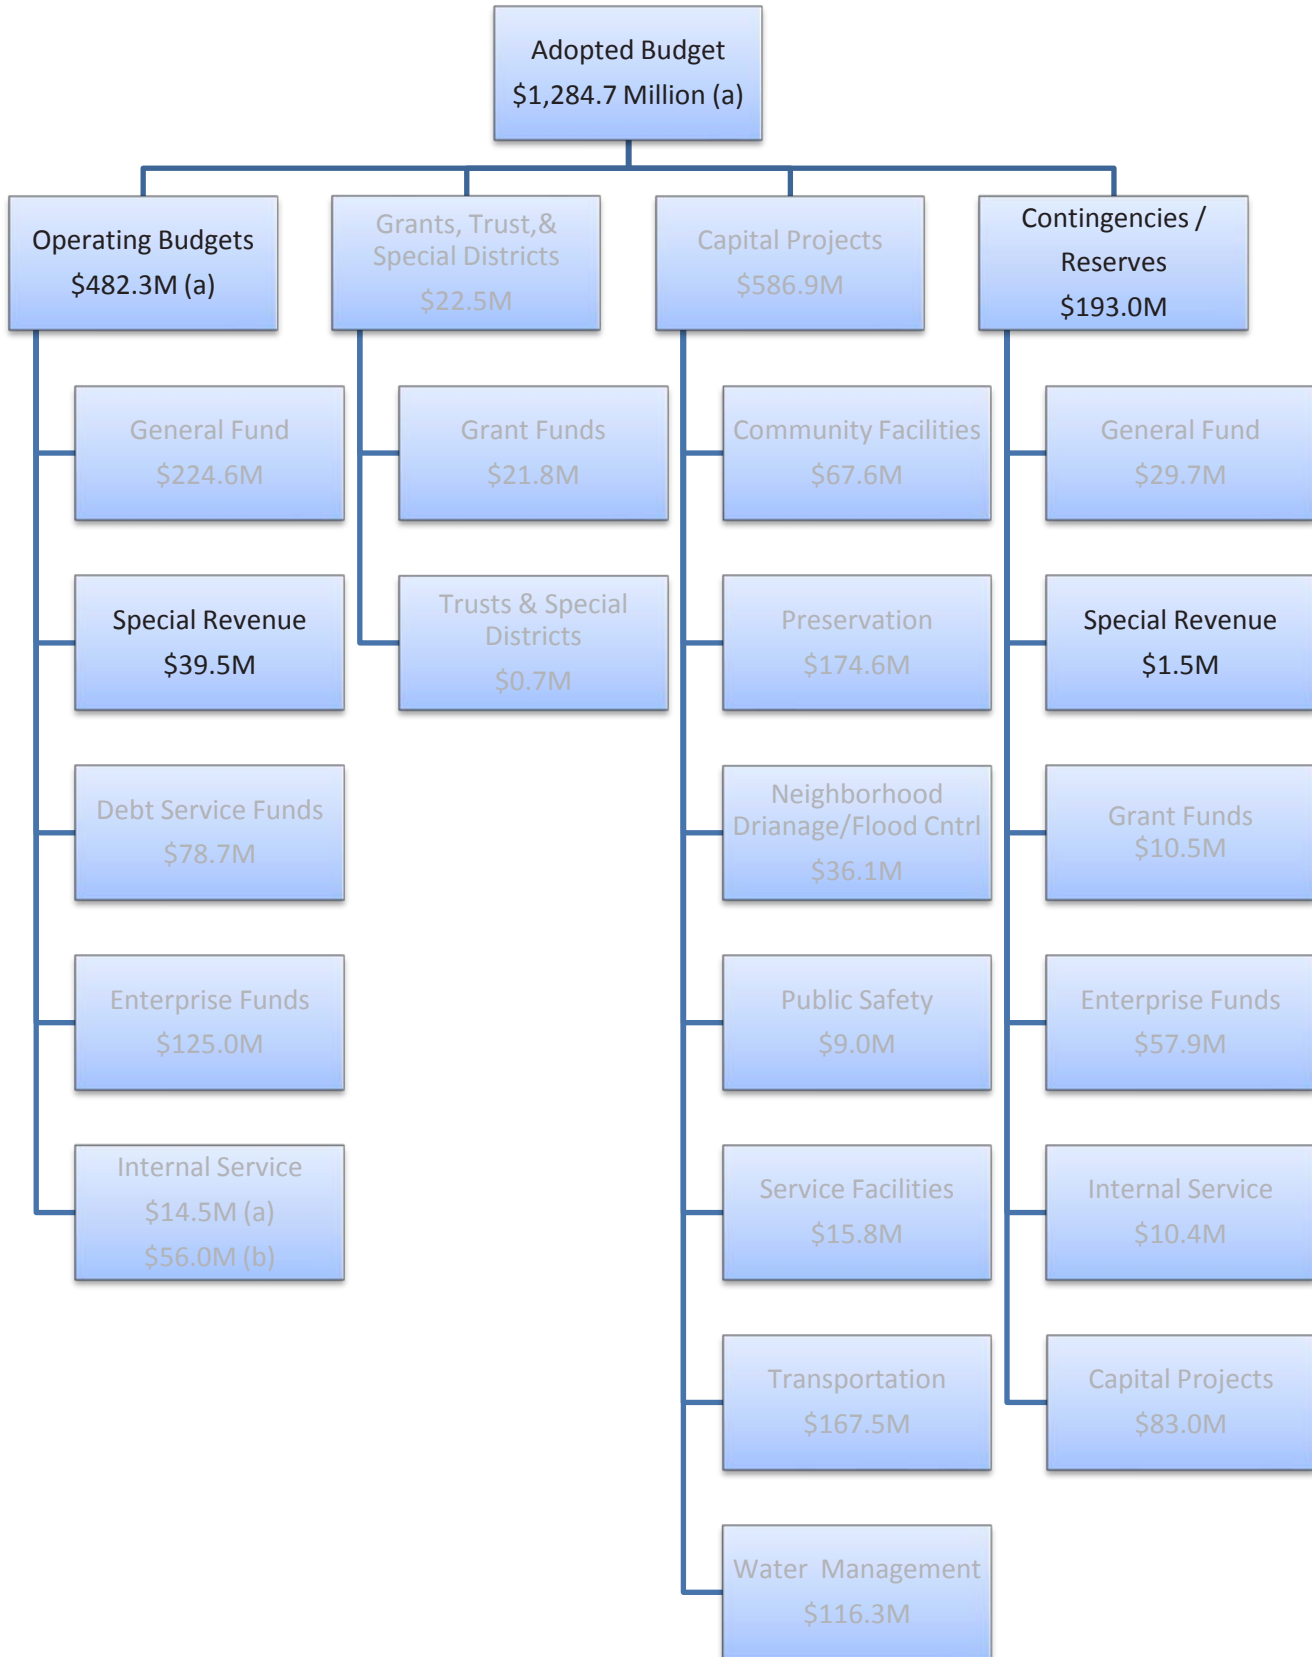 Adopted Budget
$1,284.7 Million (a)
Operating Budgets
$482.3M (a)
General Fund
$224.6M
Special Revenue
$39.5M
Debt Service Funds
$78.7M
Enterprise Funds
$125.0M
Internal Service
$14.5M (a)
$56.0M (b)
Grants, Trust,&
Special Districts
$22.5M
Grant Funds
$21.8M
Trusts & Special
Districts
$0.7M
Capital Projects
$586.9M
Community Facilities
$67.6M
Preservation
$174.6M
Neighborhood
Drianage/Flood Cntrl
$36.1M
Public Safety
$9.0M
Service Facilities
$15.8M
Transportation
$167.5M
Water Management
$116.3M
Contingencies /
Reserves
$193.0M
General Fund
$29.7M
Special Revenue
$1.5M
Grant Funds
$10.5M
Enterprise Funds
$57.9M
Internal Service
$10.4M
Capital Projects
$83.0M